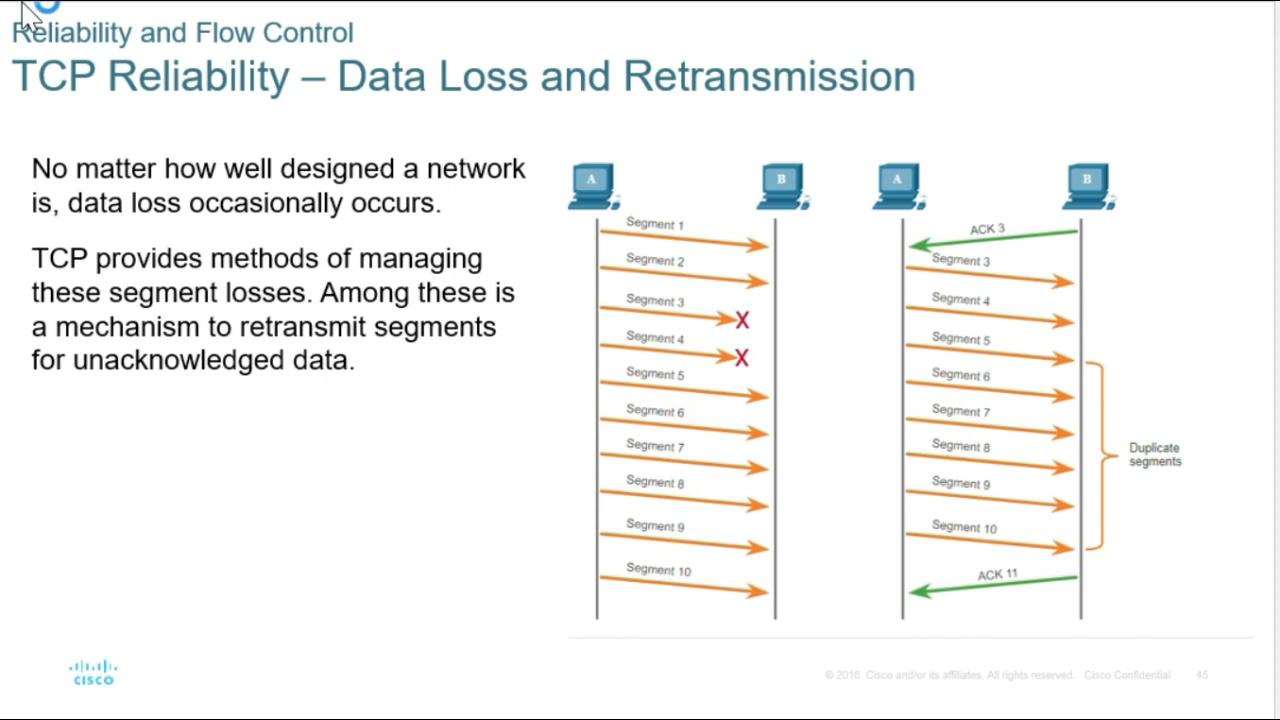 Reliability and Flow Control
TCP Reliability – Data Loss and Retransmission
No matter how well designed a network
is, data loss occasionally occurs.
TCP provides methods of managing
these segment losses. Among these is
a mechanism to retransmit segments
for unacknowledged data.
A
B
Segment 1
Segment 2
Segment 3
X
Segment 4
X
Segment 5
Segment 6
Segment 7
Segment 8
Segment 9
Segment 10
A
B
ACK 3
Segment 3
Segment 4
Segment 5
Segment 6
Segment 7
Segment 8
Segment 9
Segment 10
ACK 11
Duplicate
segments
CISCO
© 2016 Cisco and/or its affiliates. All rights reserved. Cisco Confidential
45